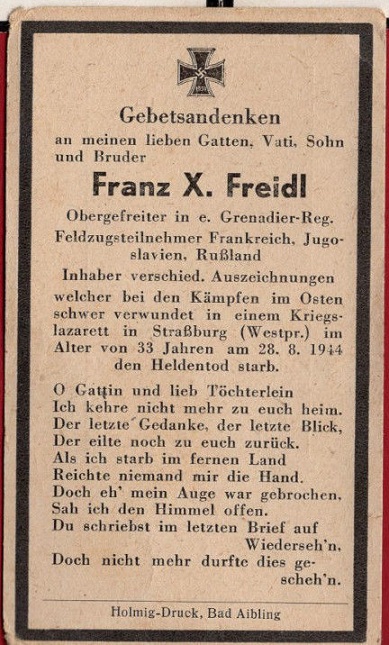 Gebetsandenken
an meinen lieben Gatten, Vati, Sohn
und Bruder
Franz X. Freidl
Obergefreiter in e. Grenadier-Reg.
Feldzugsteilnehmer Frankreich, Jugo-
slavien, Rußland
Inhaber verschied. Auszeichnungen
welcher bei den Kämpfen im Osten
schwer verwundet in einem Kriegs-
lazarett in Straßburg (Westpr.) im
Alter von 33 Jahren am 28. 8. 1944
den Heldentod starb.
O Gattin und lieb Töchterlein
Ich kehre nicht mehr zu euch heim.
Der letzte Gedanke, der letzte Blick,
Der eilte noch zu euch zurück.
Als ich starb im fernen Land
Reichte niemand mir die Hand.
Doch eh' mein Auge war gebrochen,
Sah ich den Himmel offen.
Du schriebst im letzten Brief auf
Wiederseh'n,
Doch nicht mehr durfte dies ge-
scheh'n.
Holmig-Druck, Bad Aibling